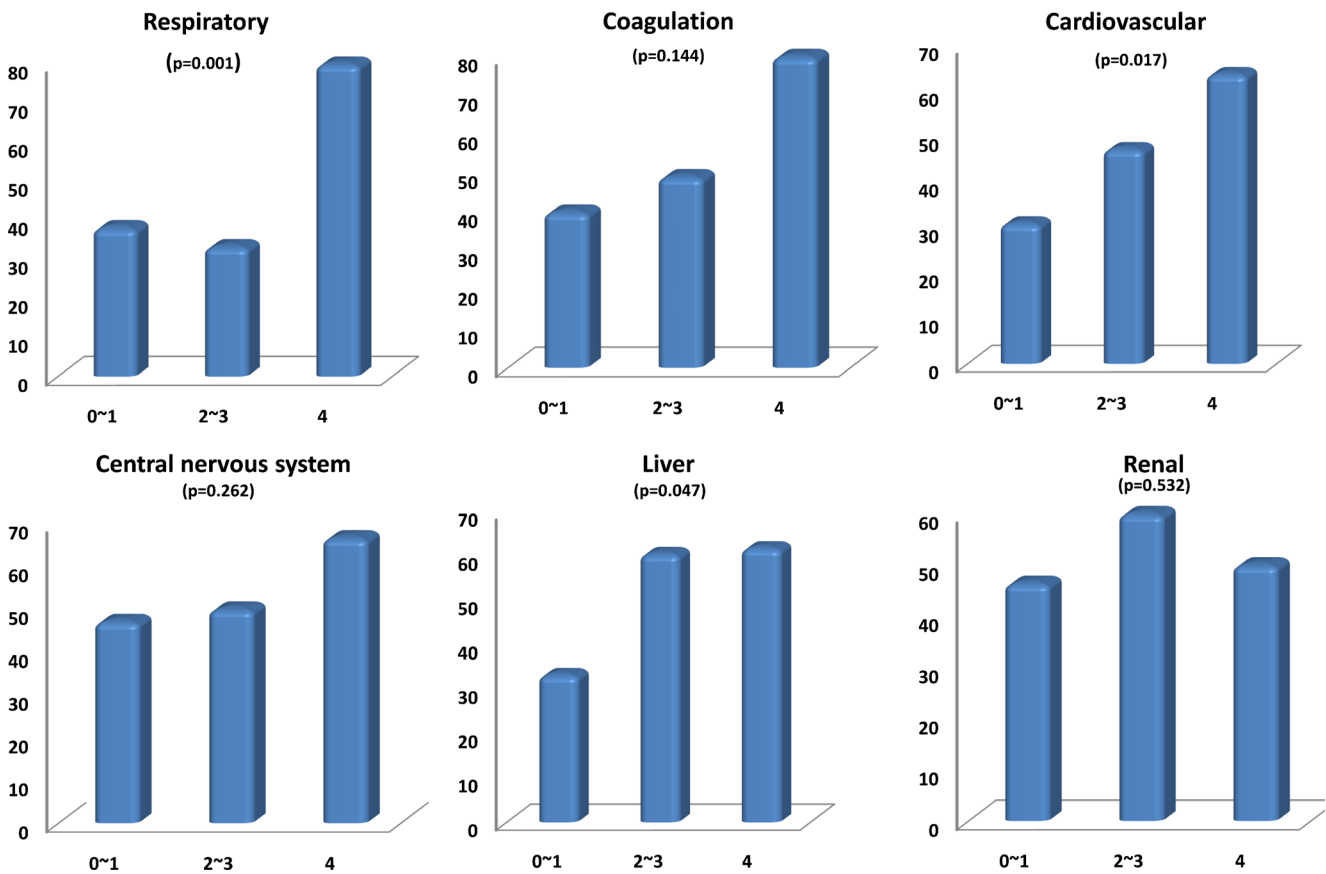 Respiratory
(p=0.001)
80
70
60
50
40
30
20
10
0
0~1 2~3 4
Coagulation
(p=0.144)
80
70
60
50
40
30
20
10
0
0~1 2~3 4
Cardiovascular
(p=0.017)
70
60
50
40
30
20
10
0
0~1 2~3 4
Central nervous system
(p=0.262)
70
60
50
40
30
20
10
0
0~1 2~3 4
Liver
(p=0.047)
70
60
50
40
30
20
10
0
0~1 2~3 4
Renal
(p=0.532)
60
50
40
30
20
10
0
0~1 2~3 4